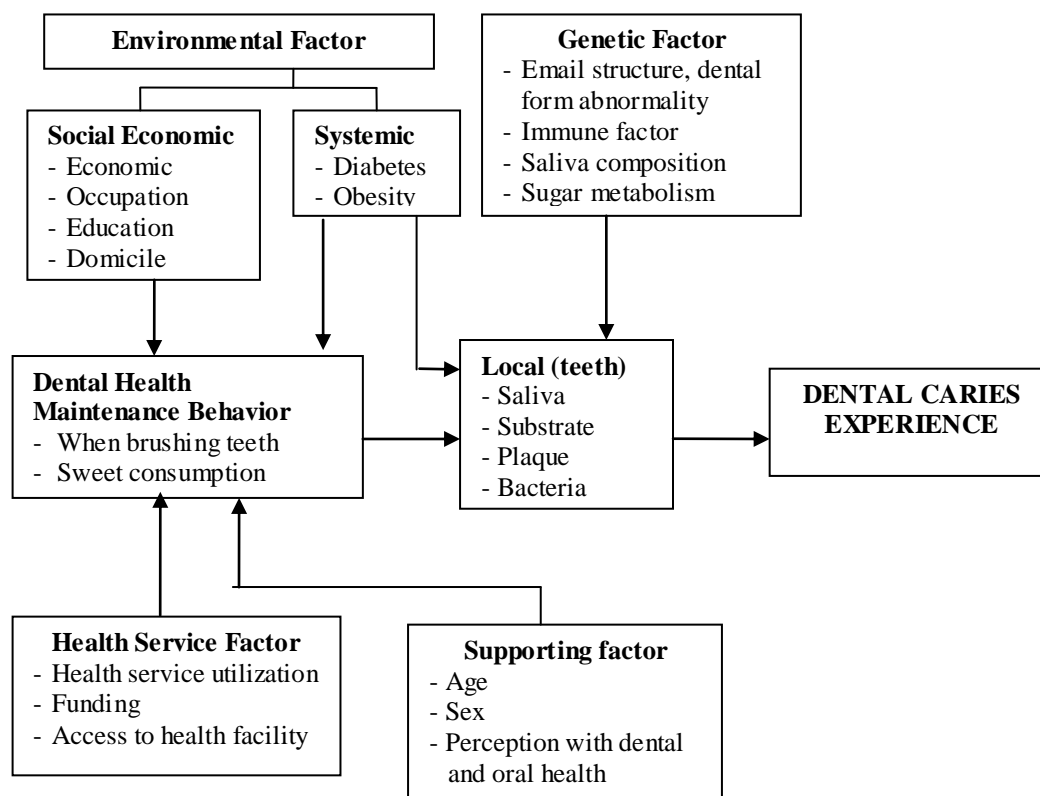 Environmental Factor
Genetic Factor
- Email structure, dental
form abnormality
- Immune factor
- Saliva composition
- Sugar metabolism
Social Economic
- Economic
- Occupation
- Education
- Domicile
Systemic
- Diabetes
- Obesity
Dental Health
Maintenance Behavior
- When brushing teeth
- Sweet consumption
Local (teeth)
- Saliva
- Substrate
- Plaque
- Bacteria
DENTAL CARIES
EXPERIENCE
Health Service Factor
- Health service utilization
- Funding
- Access to health facility
Supporting factor
- Age
- Sex
- Perception with dental
and oral health